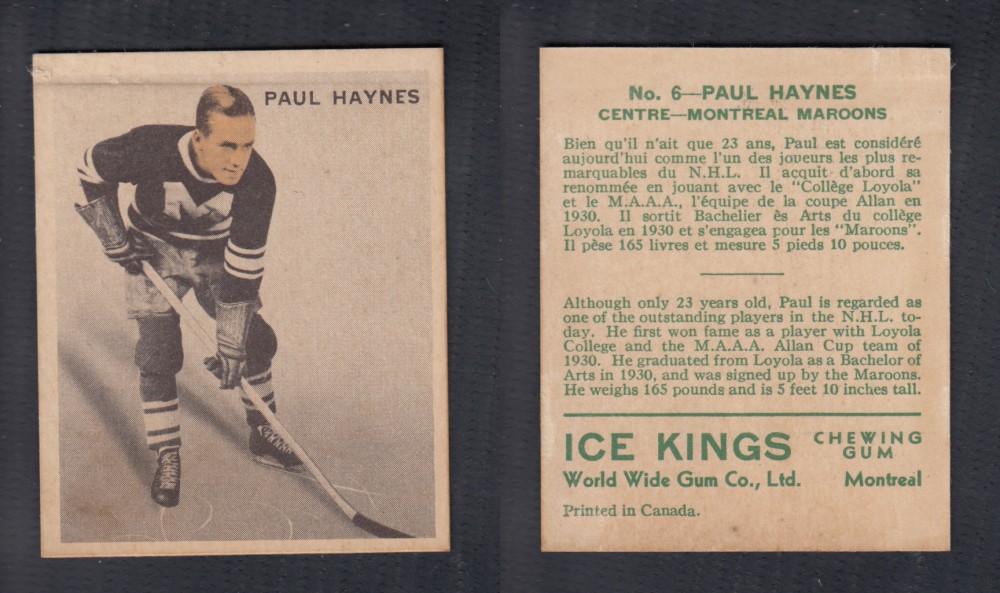 PAUL HAYNES
M
No. 6—PAUL HAYNES
CENTRE—MONTREAL MAROONS
Bien qu'il n'ait que 23 ans, Paul est considéré
aujourd'hui comme l'un des joueurs les plus re-
marquables du N.H.L. Il acquit d'abord sa
renommée en jouant avec le "Collège Loyola"
et le M.A.A.A., l'équipe de la coupe Allan en
1930. Il sortit Bachelier ès Arts du collège
Loyola en 1930 et s'engagea pour les "Maroons".
Il pèse 165 livres et mesure 5 pieds 10 pouces.
Although only 23 years old, Paul is regarded as
one of the outstanding players in the N.H.L. to-
day. He first won fame as a player with Loyola
College and the M.A.A.A. Allan Cup team of
1930. He graduated from Loyola as a Bachelor of
Arts in 1930, and was signed up by the Maroons.
He weighs 165 pounds and is 5 feet 10 inches tall.
ICE KINGS CHEWING GUM
World Wide Gum Co., Ltd. Montreal
Printed in Canada.